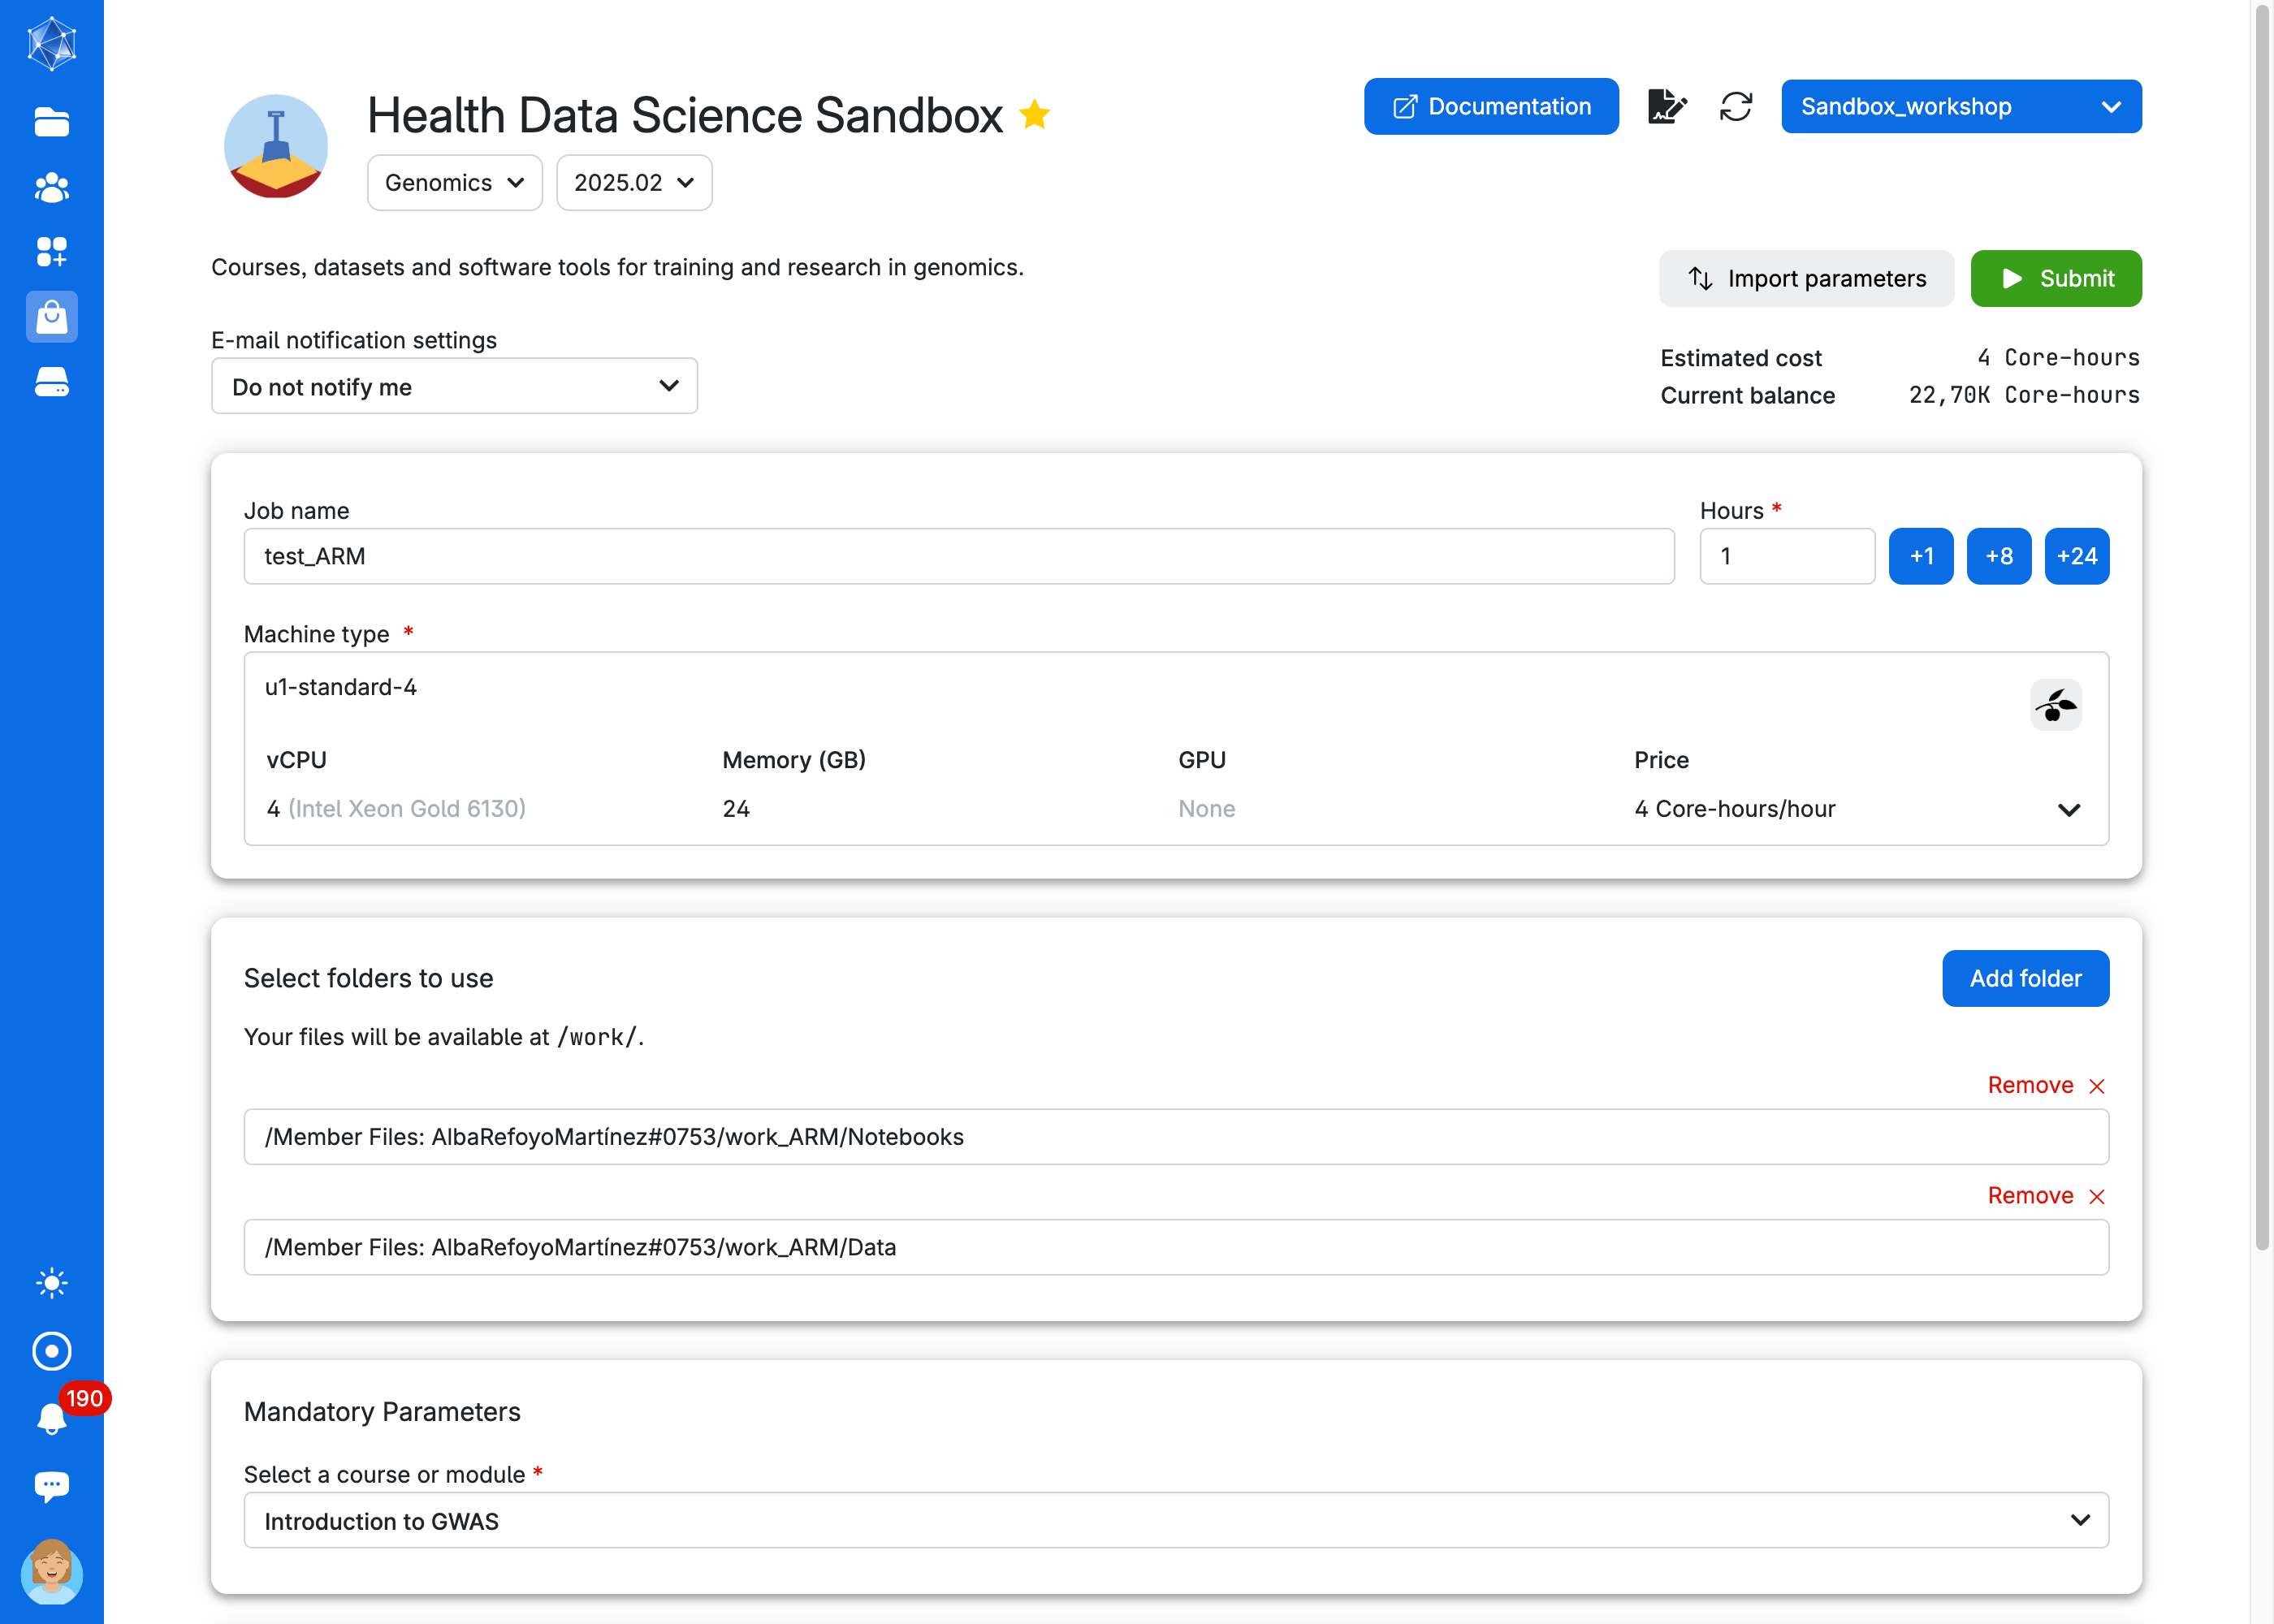 Health Data Science Sandbox
Documentation
Sandbox_workshop
Genomics
2025.02
Courses, datasets and software tools for training and research in genomics.
Import parameters
Submit
E-mail notification settings
Do not notify me
Estimated cost 4 Core-hours
Current balance 22,70K Core-hours
Job name
Hours *
test_ARM
1
+1
+8
+24
Machine type *
u1-standard-4
vCPU Memory (GB) GPU Price
4 (Intel Xeon Gold 6130) 24 None 4 Core-hours/hour
Select folders to use
Add folder
Your files will be available at /work/.
Remove
/Member Files: AlbaRefoyoMartínez#0753/work_ARM/Notebooks
Remove
/Member Files: AlbaRefoyoMartínez#0753/work_ARM/Data
190
Mandatory Parameters
Select a course or module *
Introduction to GWAS